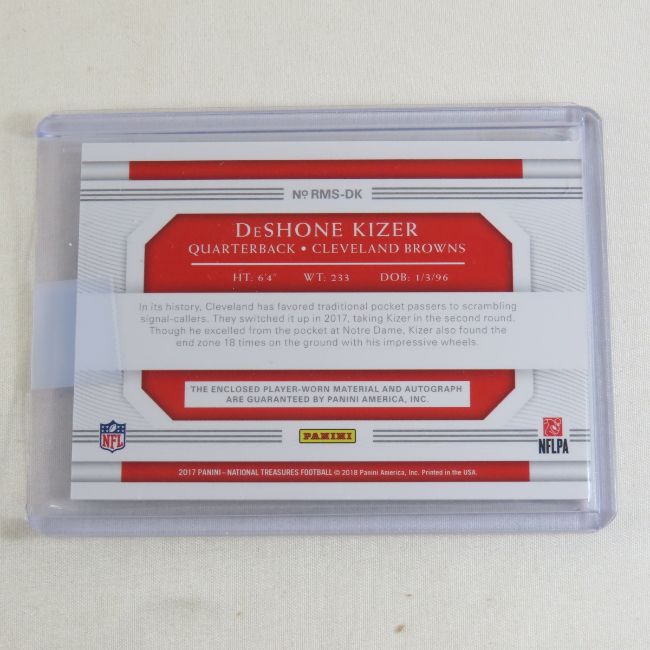 Nº RMS-DK
DeSHONE KIZER
QUARTERBACK • CLEVELAND BROWNS
HT: 6'4" WT: 233 DOB: 1/3/96
In its history, Cleveland has favored traditional pocket passers to scrambling
signal-callers. They switched it up in 2017, taking Kizer in the second round.
Though he excelled from the pocket at Notre Dame, Kizer also found the
end zone 18 times on the ground with his impressive wheels.
THE ENCLOSED PLAYER-WORN MATERIAL AND AUTOGRAPH
ARE GUARANTEED BY PANINI AMERICA, INC.
NFL
PANINI
NFLPA
2017 PANINI – NATIONAL TREASURES FOOTBALL © 2018 Panini America, Inc. Printed in the USA.